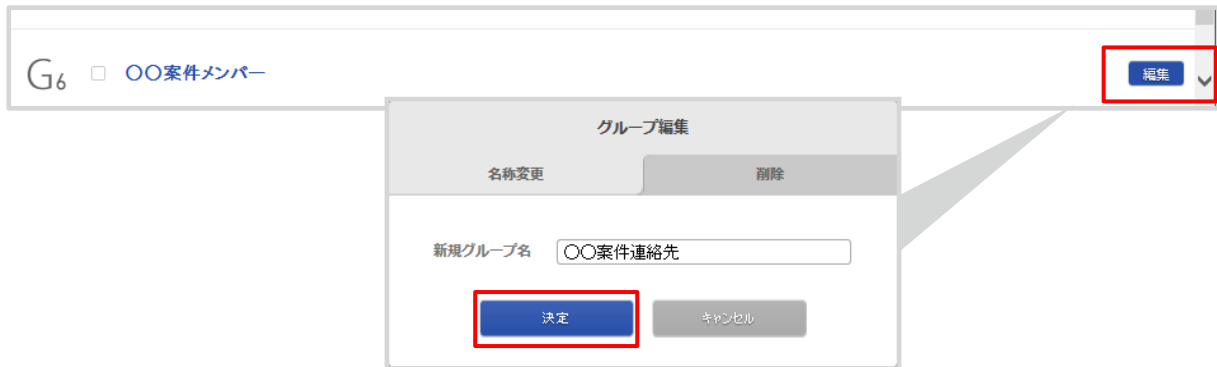 G6 〇〇案件メンバー 編集
グループ編集
名称変更 削除
新規グループ名 〇〇案件連絡先
決定 キャンセル